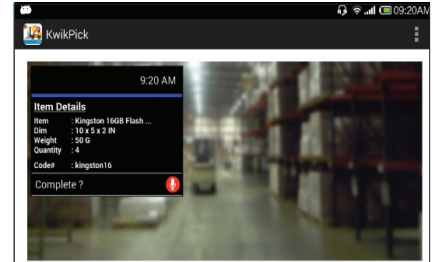 09:20AM
KwikPick
9:20 AM
Item Details
Item : Kingston 16GB Flash ...
Dim : 10 x 5 x 2 IN
Weight : 50 G
Quantity : 4
Code# : kingston16
Complete ?